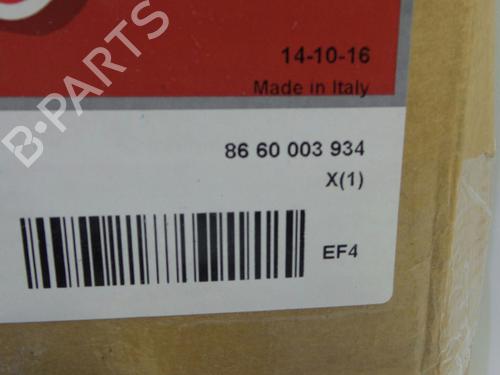 14-10-16
Made in Italy
B-PARTS
86 60 003 934
X(1)
EF4